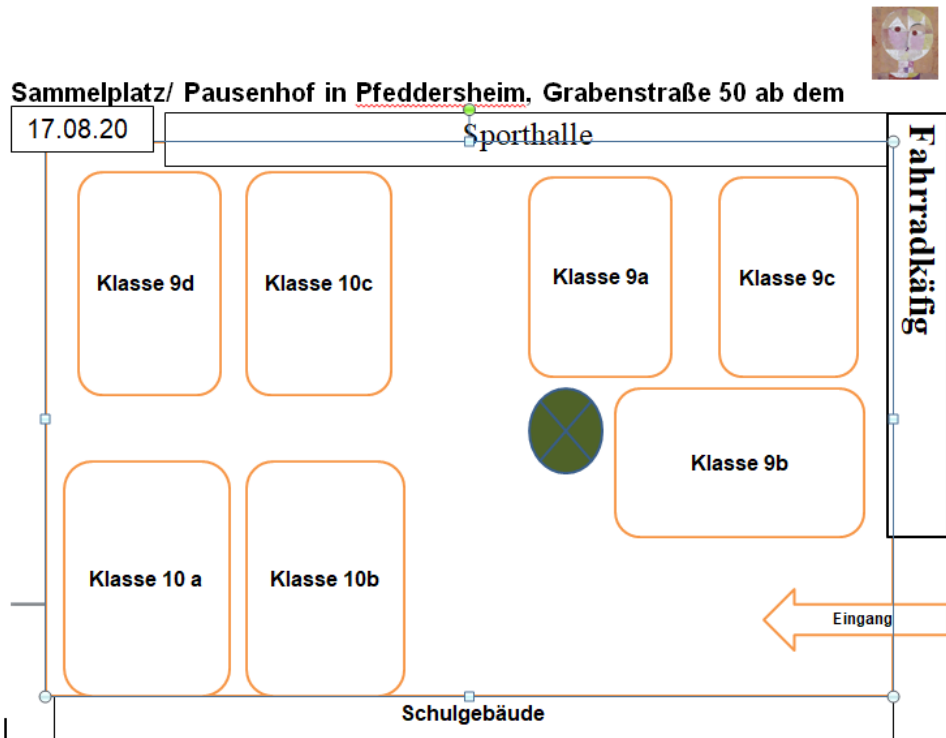 Sammelplatz/ Pausenhof in Pfeddersheim, Grabenstraße 50 ab dem
17.08.20
Sporthalle
Fahrradkäfig
Klasse 9d
Klasse 10c
Klasse 9a
Klasse 9c
Klasse 9b
Klasse 10 a
Klasse 10b
Eingang
Schulgebäude